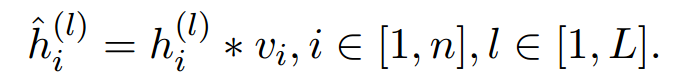 ĥ_i^{(l)} = h_i^{(l)} * v_i, i ∈ [1, n], l ∈ [1, L].